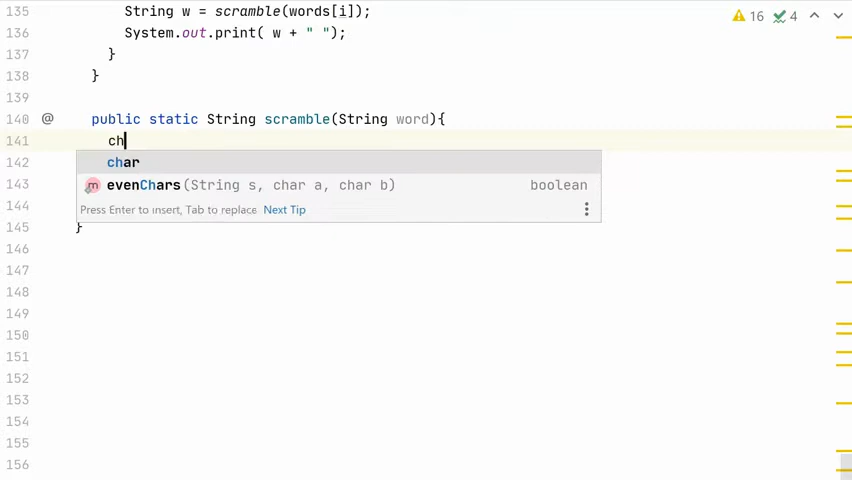 135 String w = scramble(words[i]);
136 System.out.print( w + " ");
137 }
138 }
139
140 @ public static String scramble(String word){
141 ch
142 char
143 m evenChars(String s, char a, char b) boolean
144 Press Enter to insert, Tab to replace Next Tip
145 }
146
147
148
149
150
151
152
153
154
155
156
16 4